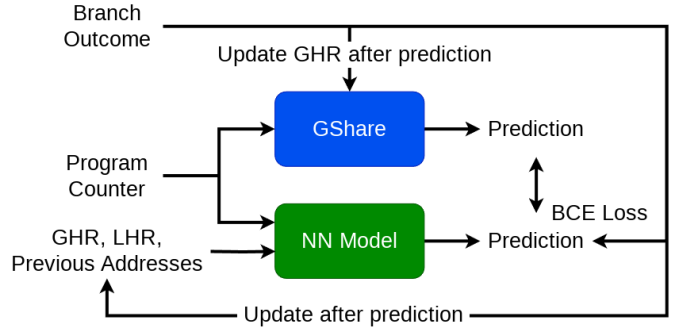 Branch
Outcome
Update GHR after prediction
GShare
Prediction
Program
Counter
BCE Loss
GHR, LHR,
Previous Addresses
NN Model
Prediction
Update after prediction